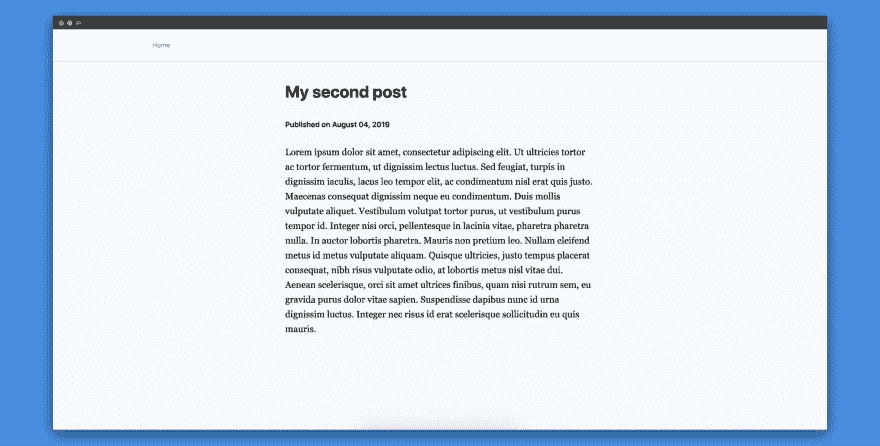 Home
My second post
Published on August 04, 2019
Lorem ipsum dolor sit amet, consectetur adipiscing elit. Ut ultricies tortor
ac tortor fermentum, ut dignissim lectus luctus. Sed feugiat, turpis in
dignissim iaculis, lacus leo tempor elit, ac condimentum nisl erat quis justo.
Maecenas consequat dignissim neque eu condimentum. Duis mollis
vulputate aliquet. Vestibulum volutpat tortor purus, ut vestibulum purus
tempor id. Integer nisi orci, pellentesque in lacinia vitae, pharetra pharetra
nulla. In auctor lobortis pharetra. Mauris non pretium leo. Nullam eleifend
metus id metus vulputate aliquam. Quisque ultricies, justo tempus placerat
consequat, nibh risus vulputate odio, at lobortis metus nisl vitae dui.
Aenean scelerisque, orci sit amet ultrices finibus, quam nisi rutrum sem, eu
gravida purus dolor vitae sapien. Suspendisse dapibus nunc id urna
dignissim luctus. Integer nec risus id erat scelerisque sollicitudin eu quis
mauris.